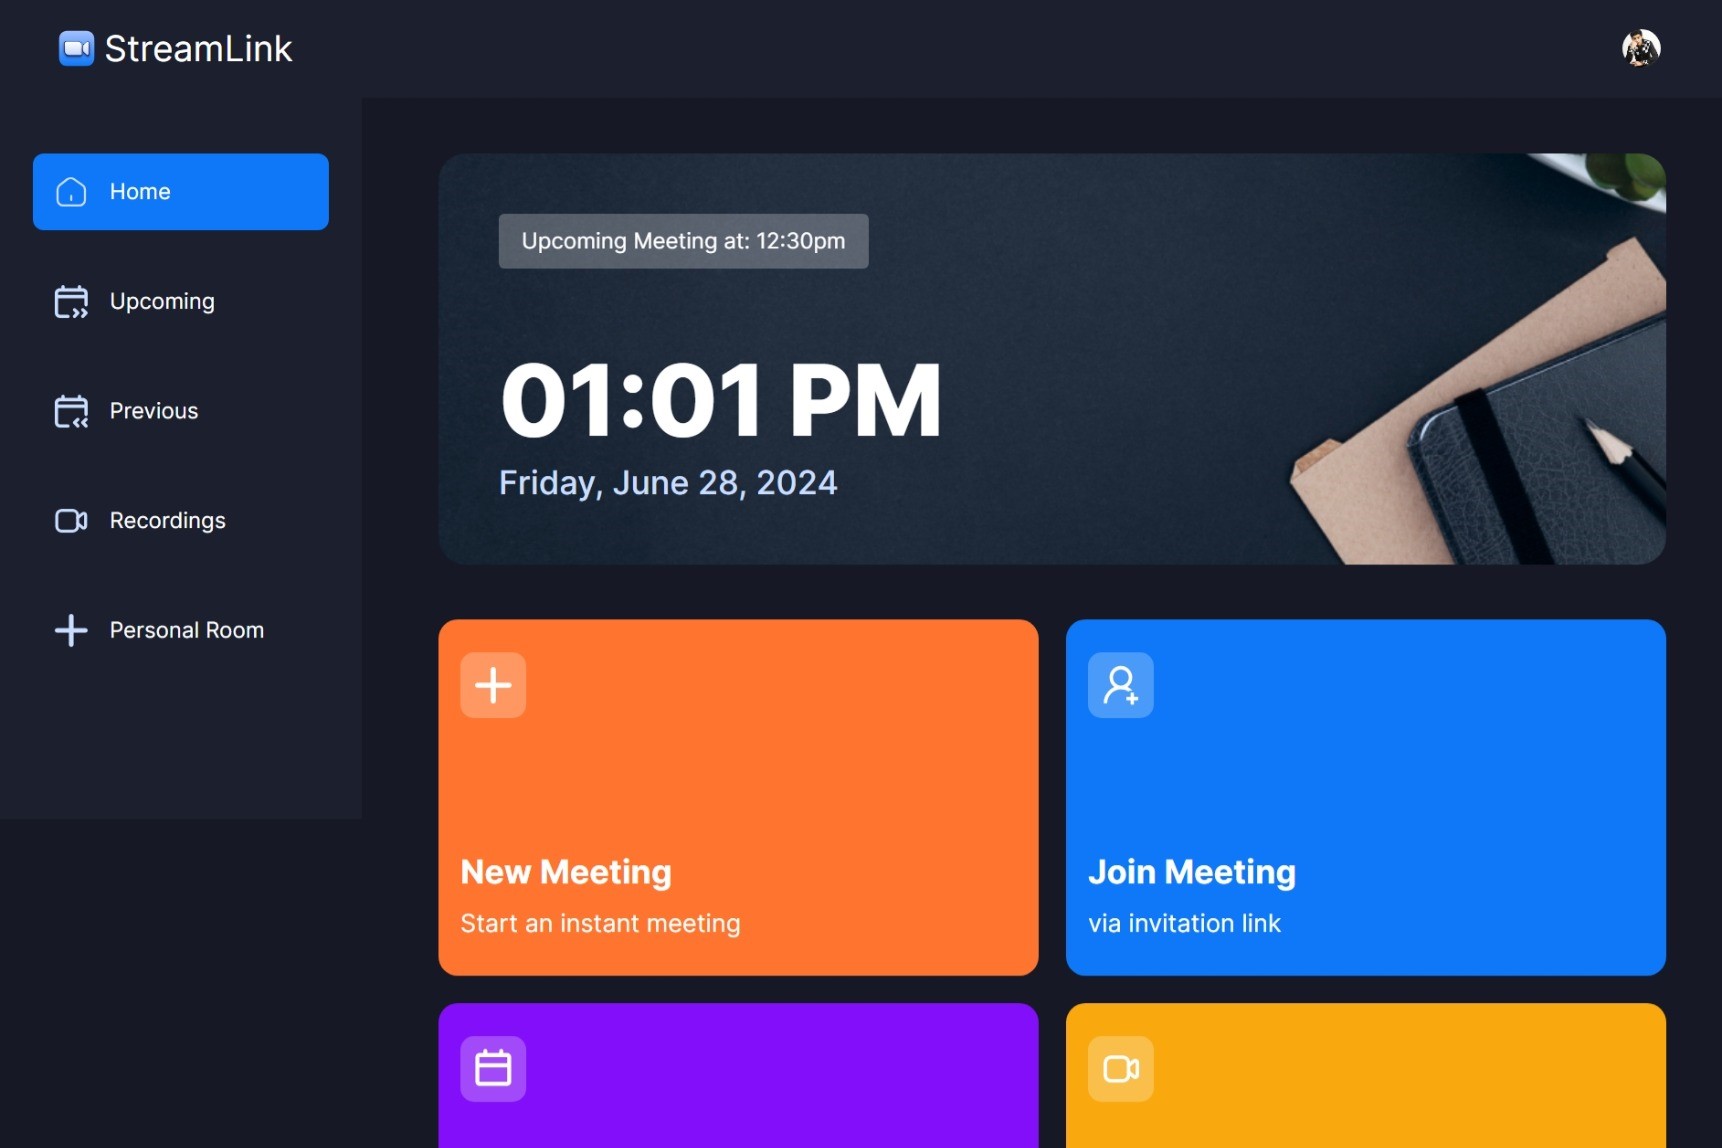 StreamLink
Home
Upcoming
Previous
Recordings
Personal Room
Upcoming Meeting at: 12:30pm
01:01 PM
Friday, June 28, 2024
New Meeting
Start an instant meeting
Join Meeting
via invitation link